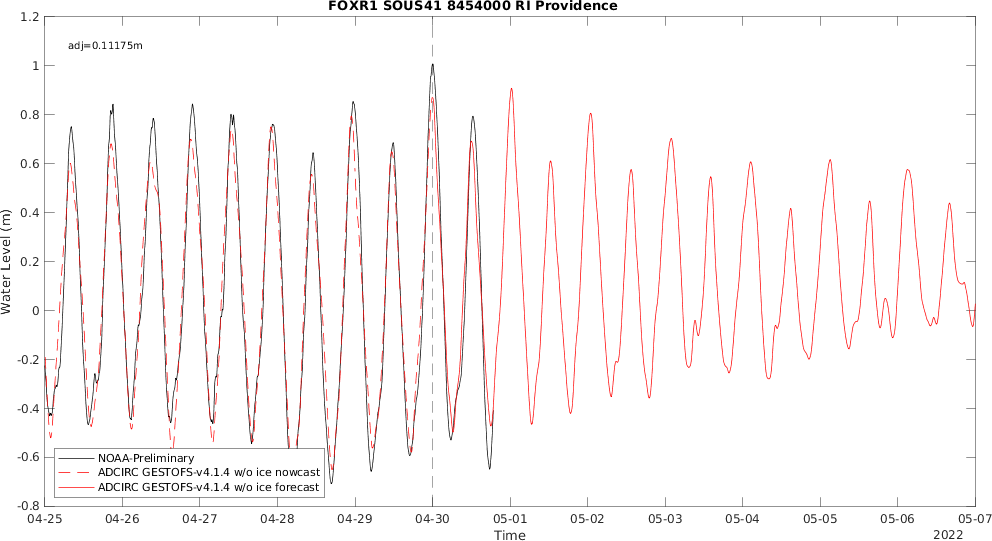 FOXR1 SOUS41 8454000 RI Providence
adj=0.11175m
Water Level (m)
1.2
1
0.8
0.6
0.4
0.2
0
-0.2
-0.4
-0.6
-0.8
NOAA-Preliminary
ADCIRC GESTOFS-v4.1.4 w/o ice nowcast
ADCIRC GESTOFS-v4.1.4 w/o ice forecast
04-25 04-26 04-27 04-28 04-29 04-30 05-01 05-02 05-03 05-04 05-05 05-06 05-07
Time
2022